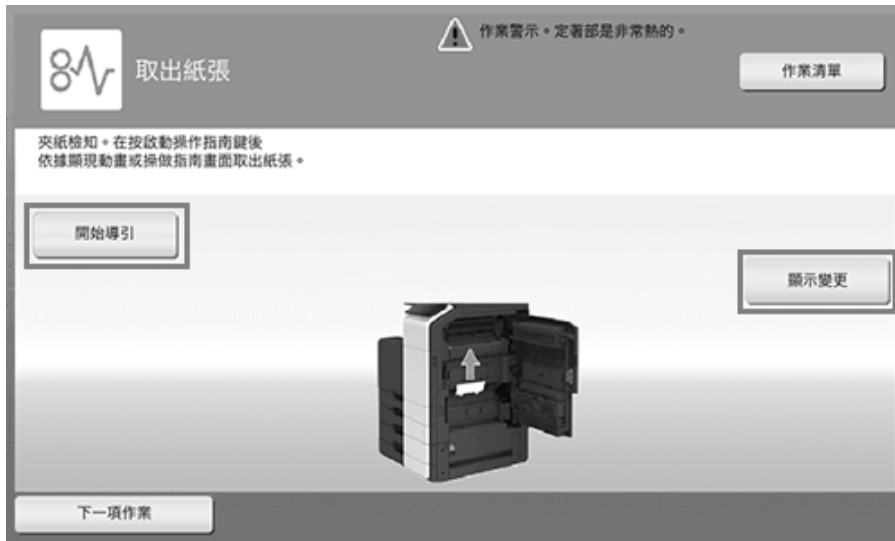 作業警示。定著部是非常熱的。
取出紙張
作業清單
夾紙檢知。在按啟動操作指南鍵後
依據顯現動畫或操做指南畫面取出紙張。
開始導引
顯示變更
下一項作業